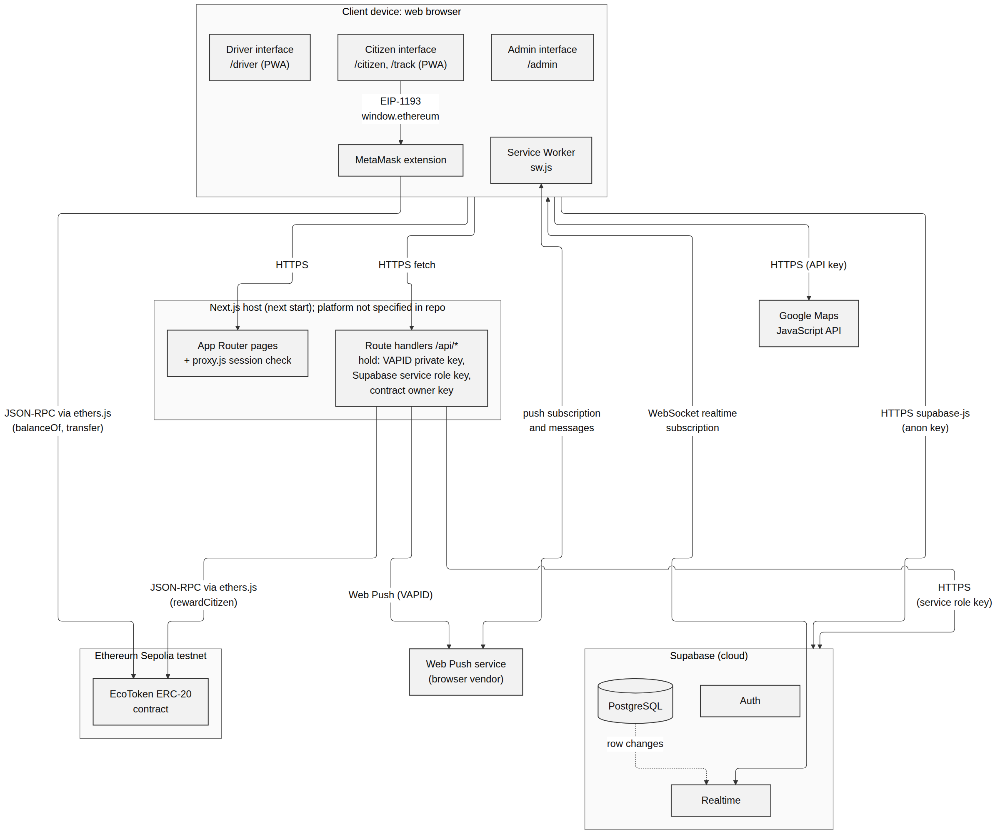 Client device: web browser
Driver interface
/driver (PWA)
Citizen interface
/citizen, /track (PWA)
Admin interface
/admin
EIP-1193
window.ethereum
MetaMask extension
Service Worker
sw.js
HTTPS
HTTPS fetch
HTTPS (API key)
Next.js host (next start); platform not specified in repo
App Router pages
+ proxy.js session check
Route handlers /api/*
hold: VAPID private key,
Supabase service role key,
contract owner key
Google Maps
JavaScript API
JSON-RPC via ethers.js
(balanceOf, transfer)
push subscription
and messages
WebSocket realtime
subscription
HTTPS supabase-js
(anon key)
JSON-RPC via ethers.js
(rewardCitizen)
Web Push (VAPID)
HTTPS
(service role key)
Ethereum Sepolia testnet
EcoToken ERC-20
contract
Web Push service
(browser vendor)
Supabase (cloud)
PostgreSQL
Auth
row changes
Realtime